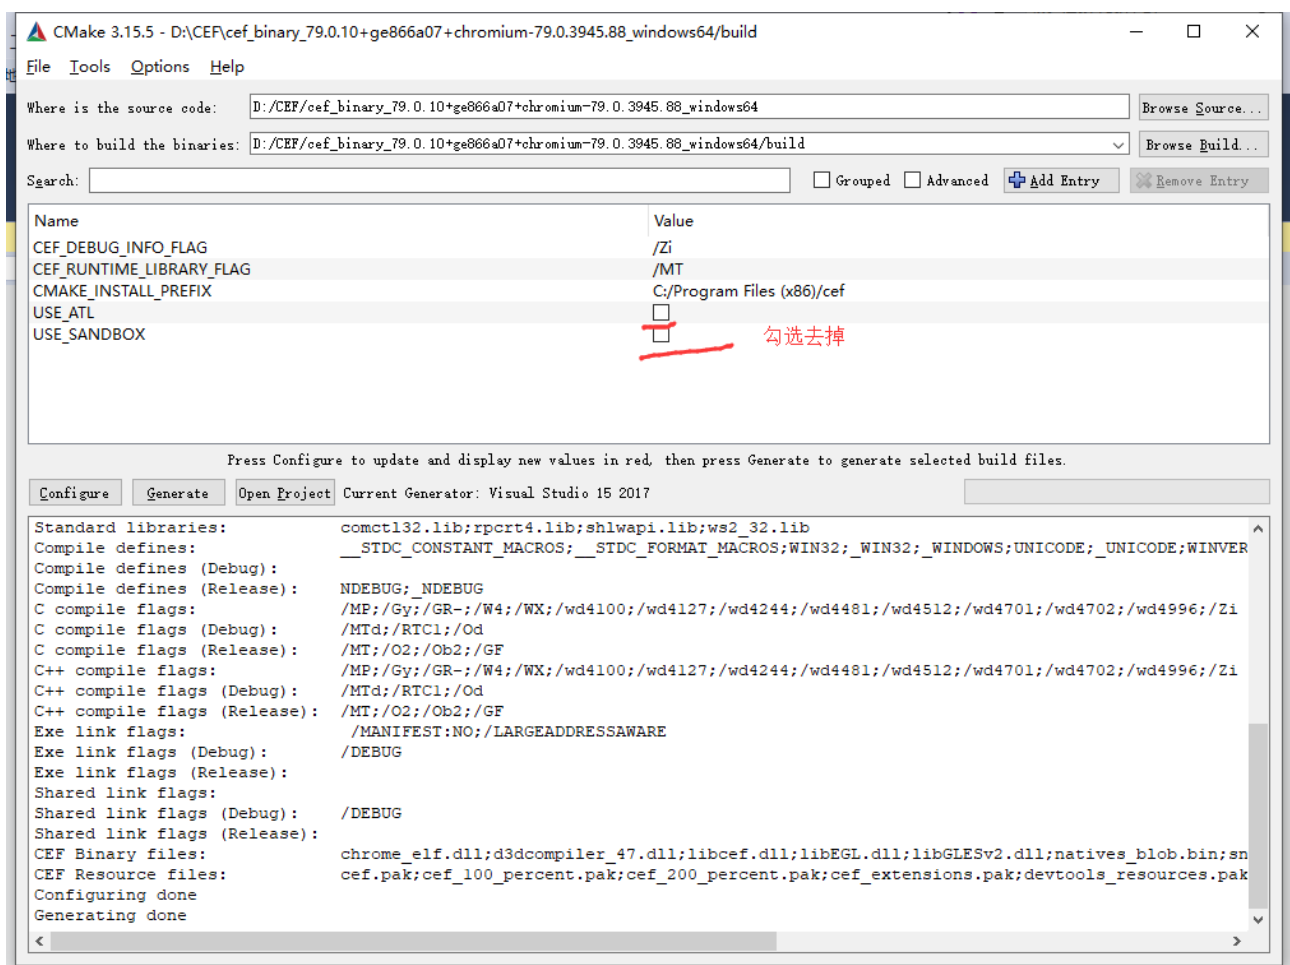 CMake 3.15.5 - D:\CEF\cef_binary_79.0.10+ge866a07+chromium-79.0.3945.88_windows64/build
File Tools Options Help
Where is the source code: D:/CEF/cef_binary_79.0.10+ge866a07+chromium-79.0.3945.88_windows64 Browse Source...
Where to build the binaries: D:/CEF/cef_binary_79.0.10+ge866a07+chromium-79.0.3945.88_windows64/build Browse Build...
Search: Grouped Advanced Add Entry Remove Entry
Name Value
CEF_DEBUG_INFO_FLAG /Zi
CEF_RUNTIME_LIBRARY_FLAG /MT
CMAKE_INSTALL_PREFIX C:/Program Files (x86)/cef
USE_ATL
USE_SANDBOX 勾选去掉
Press Configure to update and display new values in red, then press Generate to generate selected build files.
Configure Generate Open Project Current Generator: Visual Studio 15 2017
Standard libraries: comctl32.lib;rpcrt4.lib;shlwapi.lib;ws2_32.lib
Compile defines: __STDC_CONSTANT_MACROS;__STDC_FORMAT_MACROS;WIN32;_WIN32;_WINDOWS;UNICODE;_UNICODE;WINVER
Compile defines (Debug):
Compile defines (Release): NDEBUG;_NDEBUG
C compile flags: /MP;/Gy;/GR-;/W4;/WX;/wd4100;/wd4127;/wd4244;/wd4481;/wd4512;/wd4701;/wd4702;/wd4996;/Zi
C compile flags (Debug): /MTd;/RTC1;/Od
C compile flags (Release): /MT;/O2;/Ob2;/GF
C++ compile flags: /MP;/Gy;/GR-;/W4;/WX;/wd4100;/wd4127;/wd4244;/wd4481;/wd4512;/wd4701;/wd4702;/wd4996;/Zi
C++ compile flags (Debug): /MTd;/RTC1;/Od
C++ compile flags (Release): /MT;/O2;/Ob2;/GF
Exe link flags: /MANIFEST:NO;/LARGEADDRESSAWARE
Exe link flags (Debug): /DEBUG
Exe link flags (Release):
Shared link flags:
Shared link flags (Debug): /DEBUG
Shared link flags (Release):
CEF Binary files: chrome_elf.dll;d3dcompiler_47.dll;libcef.dll;libEGL.dll;libGLESv2.dll;natives_blob.bin;sn
CEF Resource files: cef.pak;cef_100_percent.pak;cef_200_percent.pak;cef_extensions.pak;devtools_resources.pak
Configuring done
Generating done